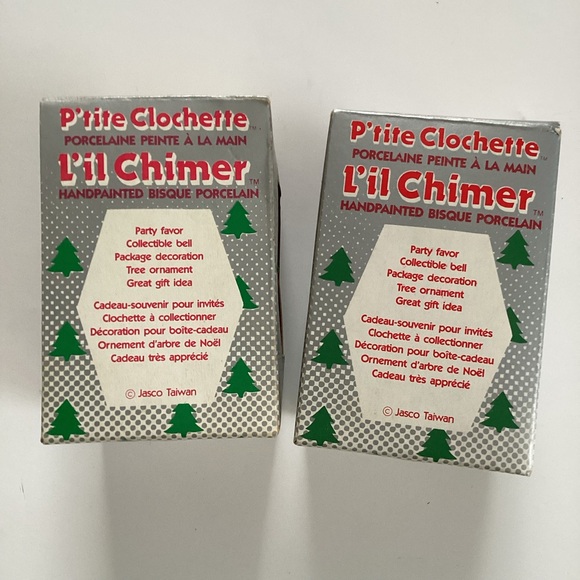 P'tite Clochette™
PORCELAINE PEINTE À LA MAIN
L'il Chimer™
HANDPAINTED BISQUE PORCELAIN
Party favor
Collectible bell
Package decoration
Tree ornament
Great gift idea
Cadeau-souvenir pour invités
Clochette à collectionner
Décoration pour boîte-cadeau
Ornement d'arbre de Noël
Cadeau très apprécié
© Jasco Taiwan
P'tite Clochette™
PORCELAINE PEINTE À LA MAIN
L'il Chimer™
HANDPAINTED BISQUE PORCELAIN
Party favor
Collectible bell
Package decoration
Tree ornament
Great gift idea
Cadeau-souvenir pour invités
Clochette à collectionner
Décoration pour boîte-cadeau
Ornement d'arbre de Noël
Cadeau très apprécié
© Jasco Taiwan